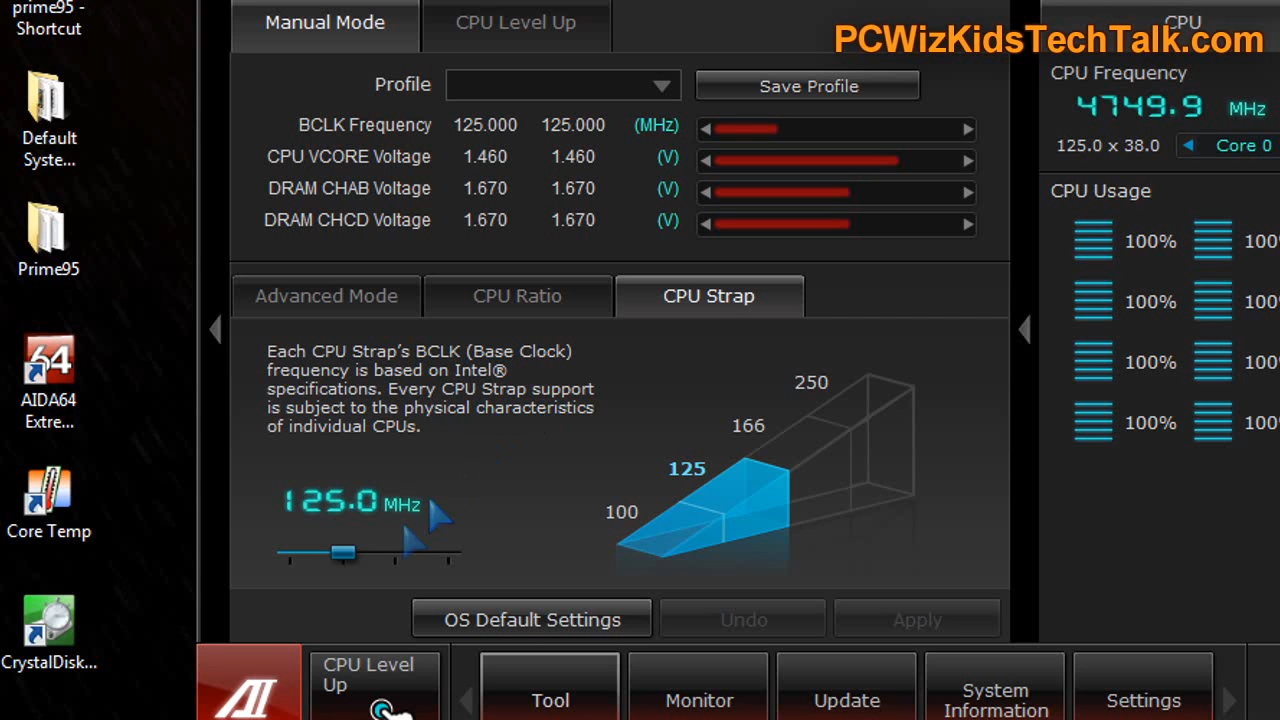 prime95 -
Shortcut
Default
Syste...
Prime95
64
AIDA64
Extre...
Core Temp
CrystalDisk...
Manual Mode
CPU Level Up
PCWizKidsTechTalk.com
Profile
Save Profile
BCLK Frequency 125.000 125.000 (MHz)
CPU VCORE Voltage 1.460 1.460 (V)
DRAM CHAB Voltage 1.670 1.670 (V)
DRAM CHCD Voltage 1.670 1.670 (V)
Advanced Mode
CPU Ratio
CPU Strap
Each CPU Strap's BCLK (Base Clock)
frequency is based on Intel®
specifications. Every CPU Strap support
is subject to the physical characteristics
of individual CPUs.
125.0 MHz
100
125
166
250
OS Default Settings
Undo
Apply
CPU
CPU Frequency
4749.9 MHz
125.0 x 38.0
Core 0
CPU Usage
100% 100%
100% 100%
100% 100%
100% 100%
AI
CPU Level
Up
Tool
Monitor
Update
System
Information
Settings